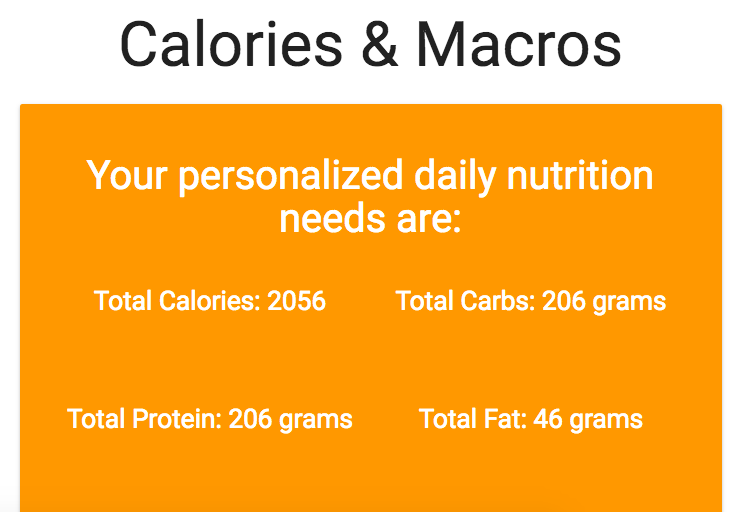 Calories & Macros
Your personalized daily nutrition
needs are:
Total Calories: 2056
Total Carbs: 206 grams
Total Protein: 206 grams
Total Fat: 46 grams